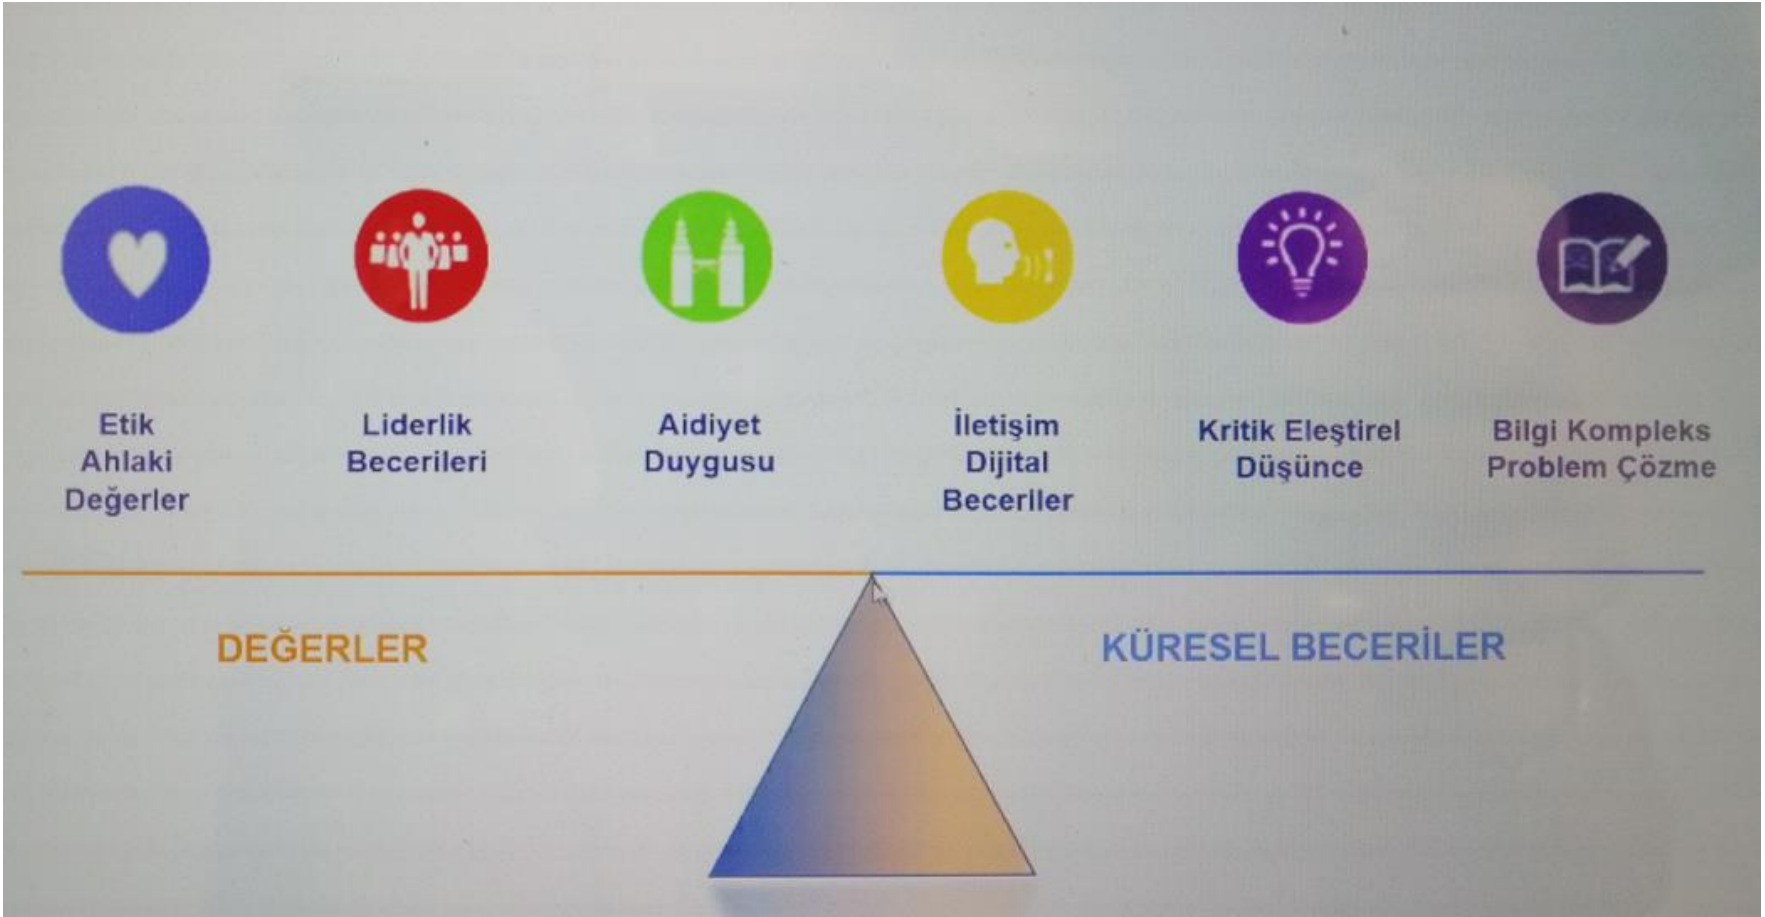 Etik
Ahlaki
Değerler
Liderlik
Becerileri
Aidiyet
Duygusu
İletişim
Dijital
Beceriler
Kritik Eleştirel
Düşünce
Bilgi Kompleks
Problem Çözme
DEĞERLER
KÜRESEL BECERİLER